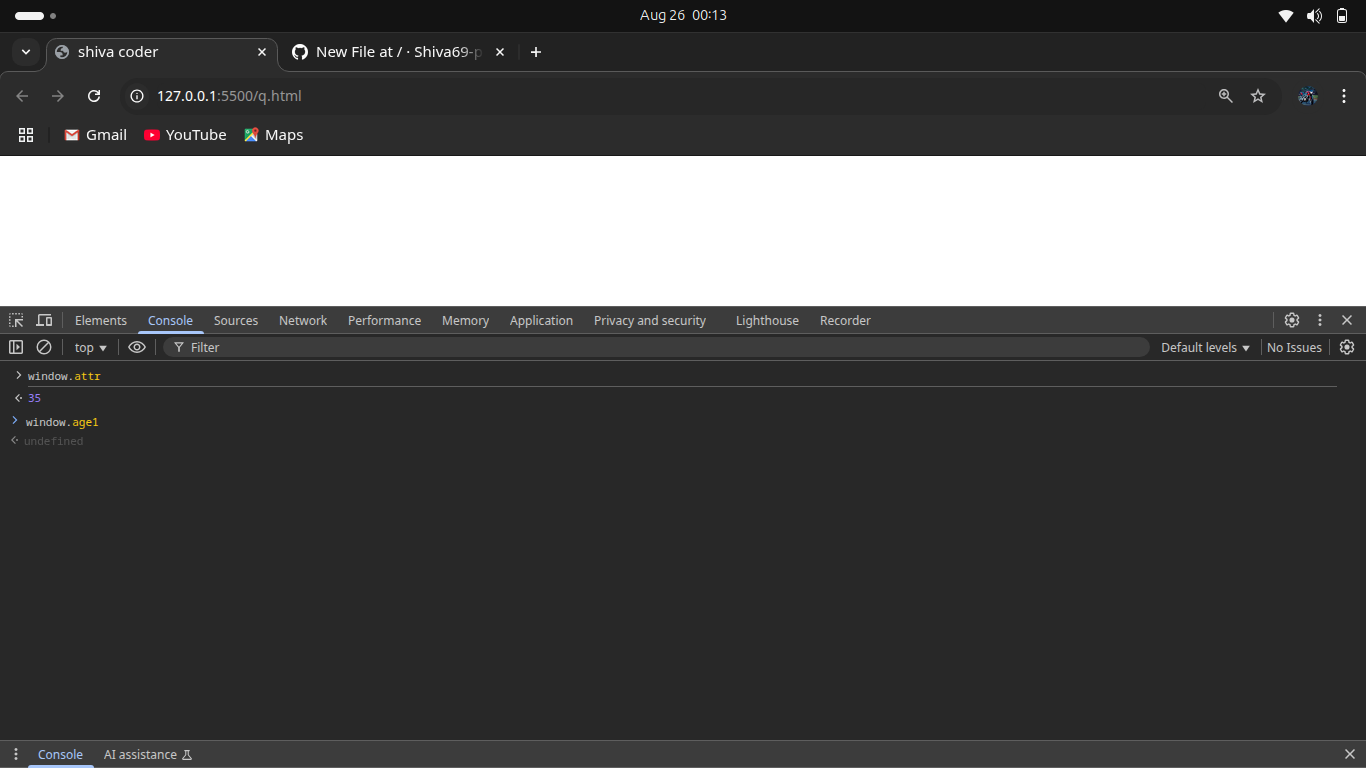 Aug 26 00:13
shiva coder
New File at / · Shiva69-p
127.0.0.1:5500/q.html
Gmail YouTube Maps
Elements Console Sources Network Performance Memory Application Privacy and security Lighthouse Recorder
top Filter Default levels No Issues
window.attr
35
window.age1
undefined
Console AI assistance